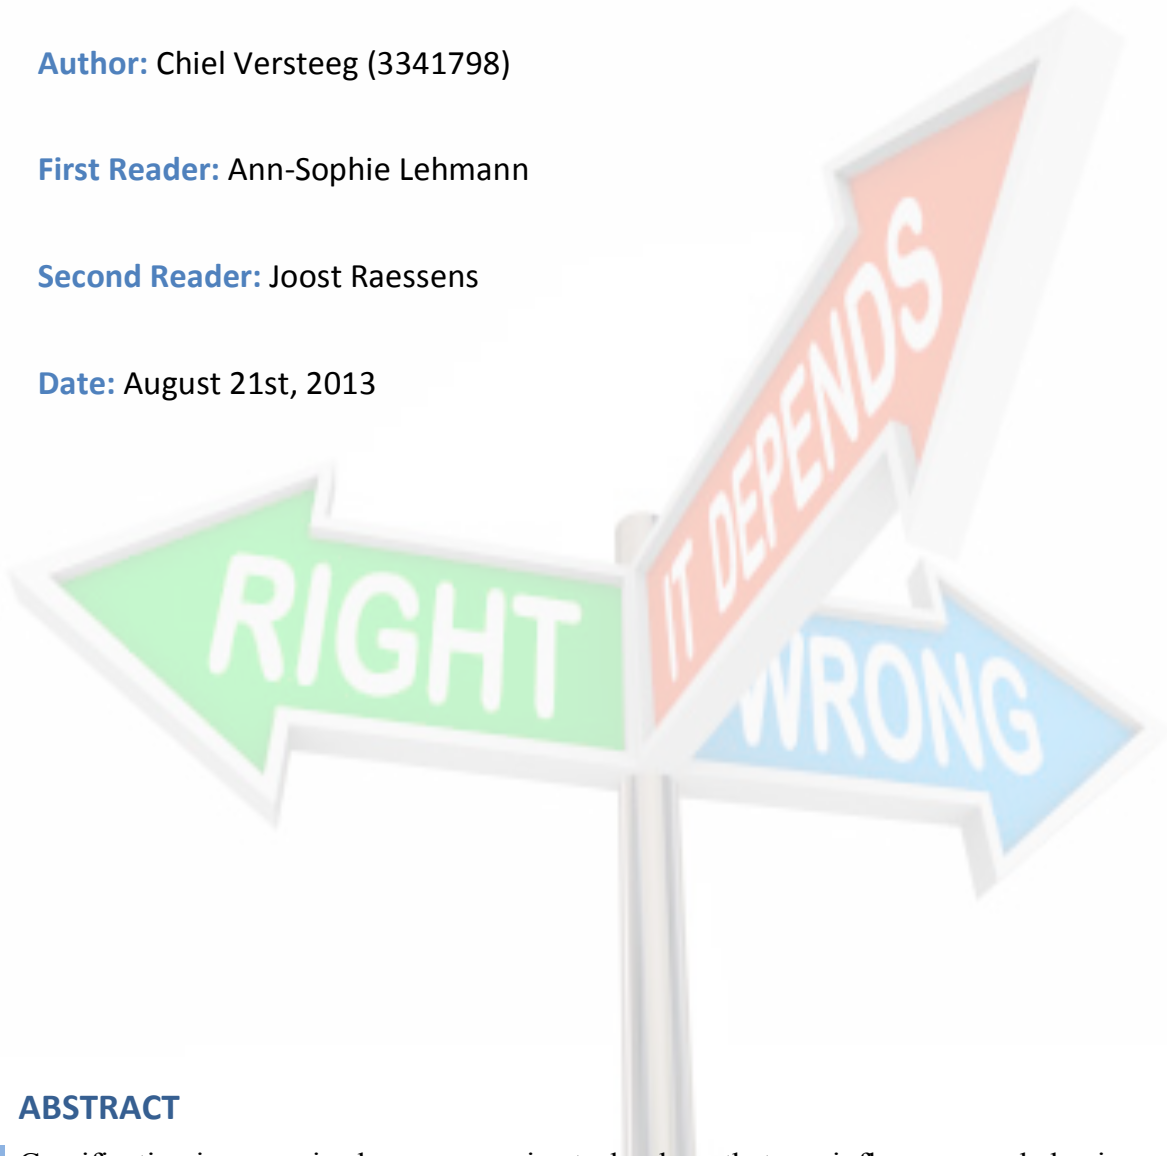 Author: Chiel Versteeg (3341798)
First Reader: Ann-Sophie Lehmann
Second Reader: Joost Raessens
Date: August 21st, 2013
IT DEPENDS
RIGHT
WRONG
ABSTRACT